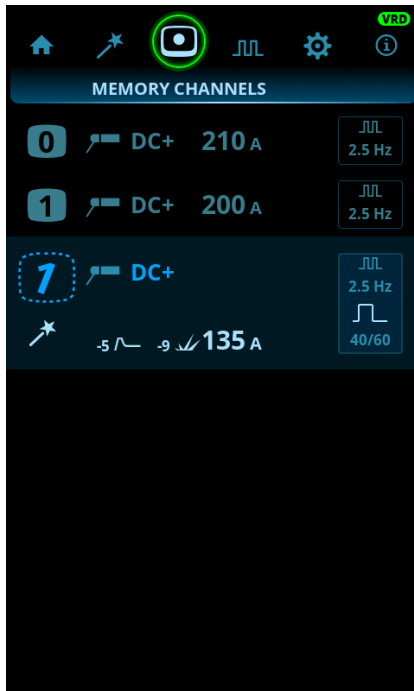 VRD
MEMORY CHANNELS
0 DC+ 210 A 2.5 Hz
1 DC+ 200 A 2.5 Hz
1 DC+ 2.5 Hz
-5 -9 135 A 40/60